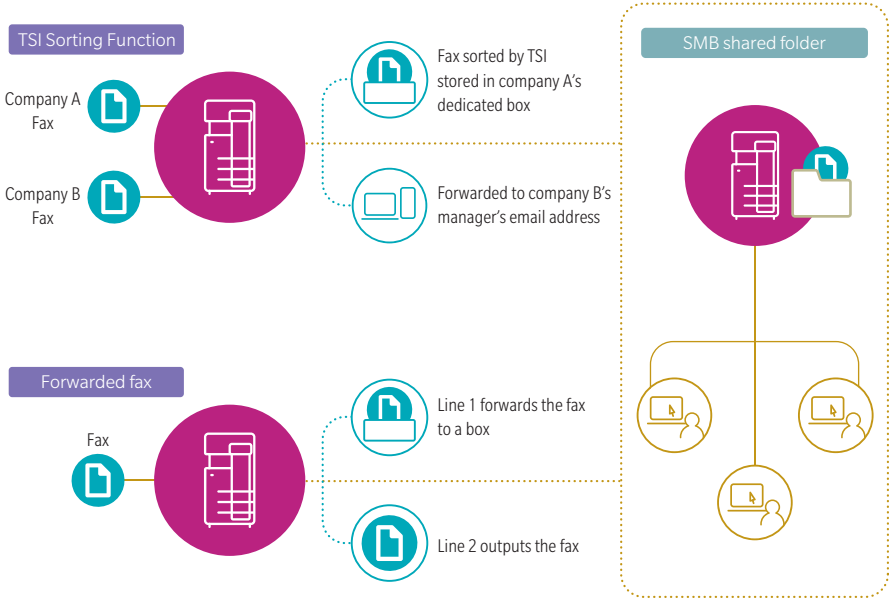 TSI Sorting Function
Company A
Fax
Company B
Fax
Fax sorted by TSI
stored in company A's
dedicated box
Forwarded to company B's
manager's email address
SMB shared folder
Forwarded fax
Fax
Line 1 forwards the fax
to a box
Line 2 outputs the fax